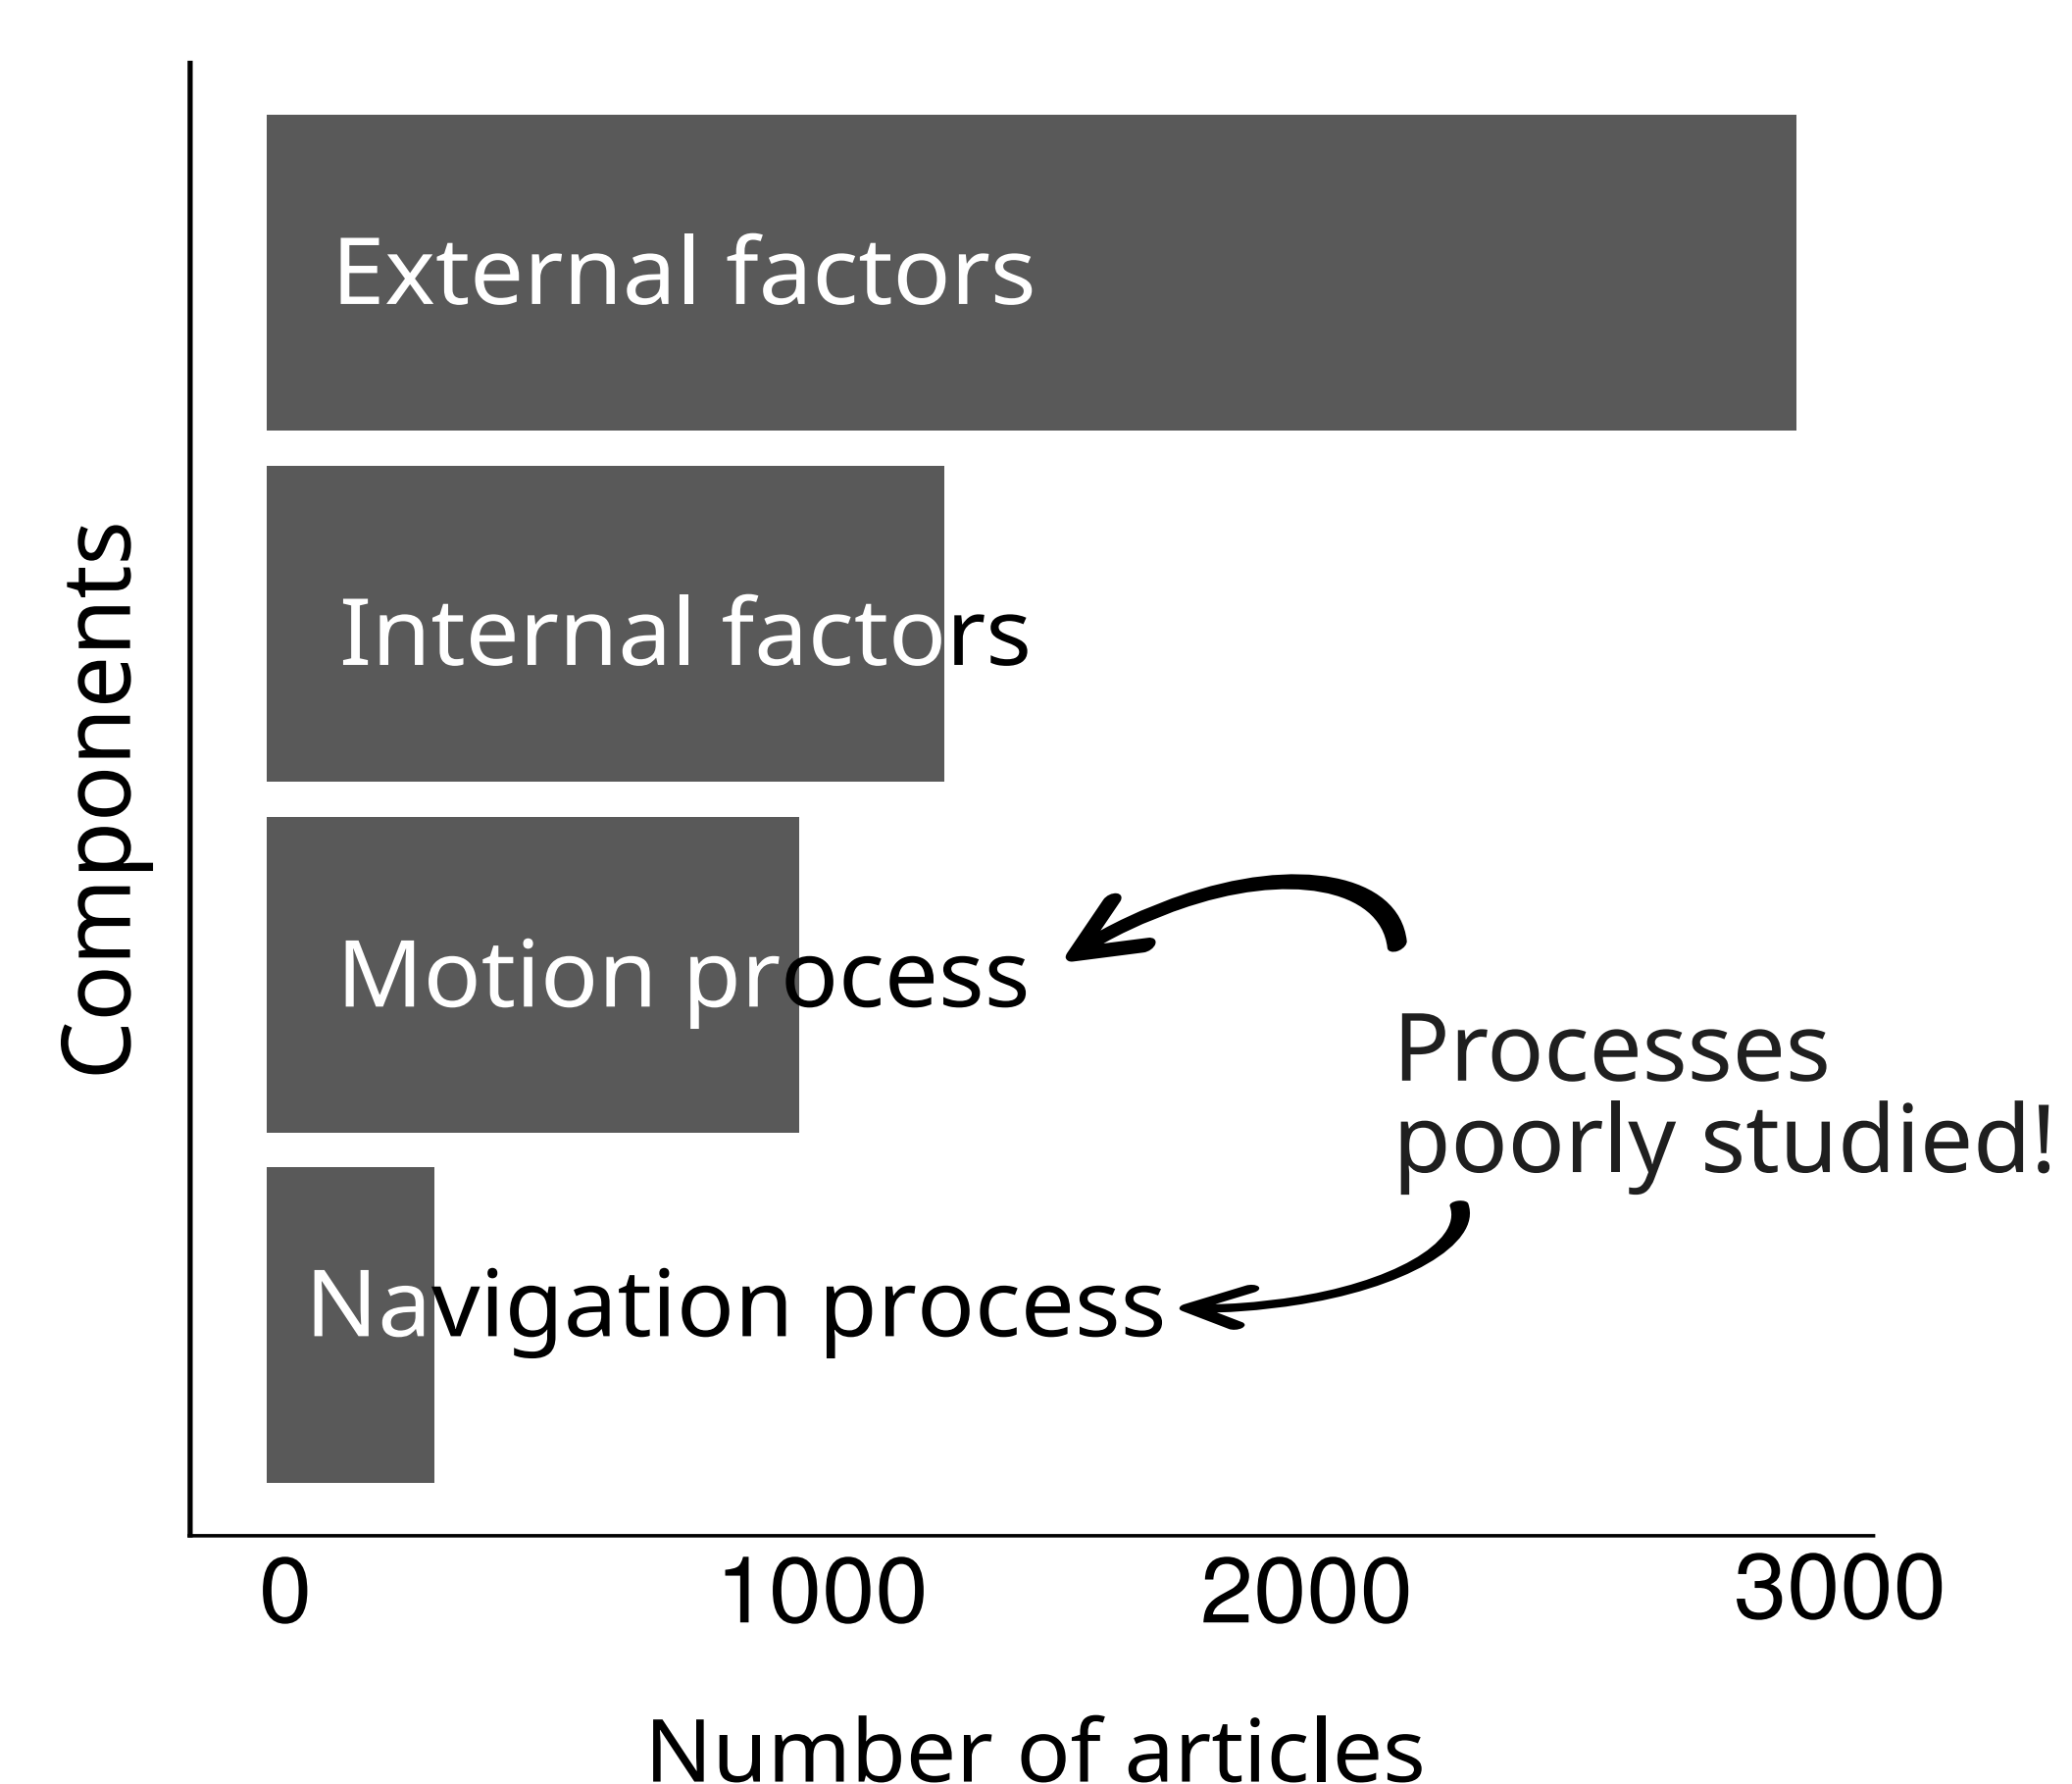 External factors
Internal factors
Motion process
Processes
poorly studied!
Navigation process
Components
0 1000 2000 3000
Number of articles